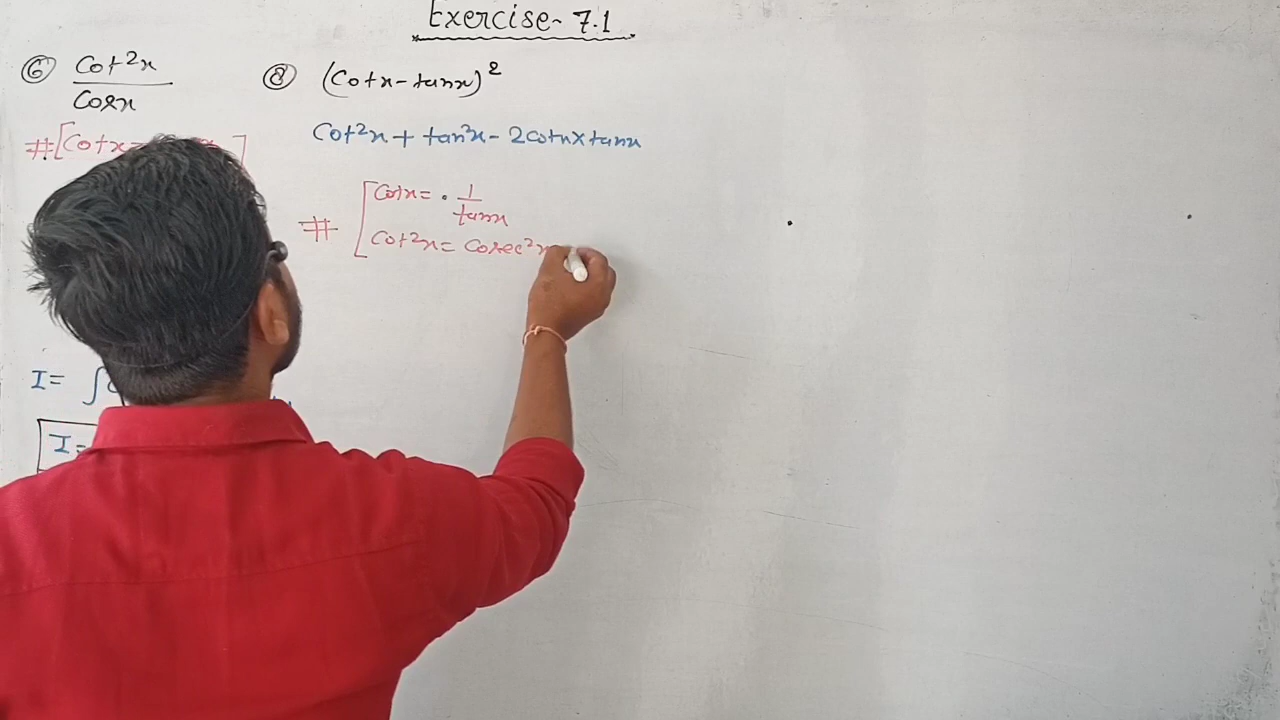 Exercise- 7.1
⑥ Cot²x / Cosx
⑧ (Cotx-tanx)²
Cot²x + tan²x - 2cotx×tanx
# [Cotx
# [Cotx = 1/tanx
Cot²x = Cosec²x
I = ∫
I =